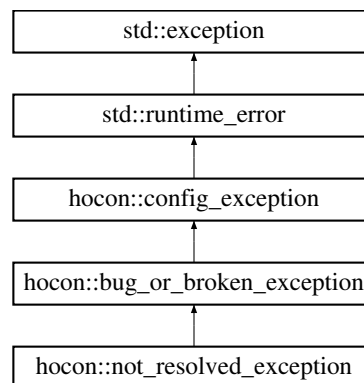 std::exception
std::runtime_error
hocon::config_exception
hocon::bug_or_broken_exception
hocon::not_resolved_exception